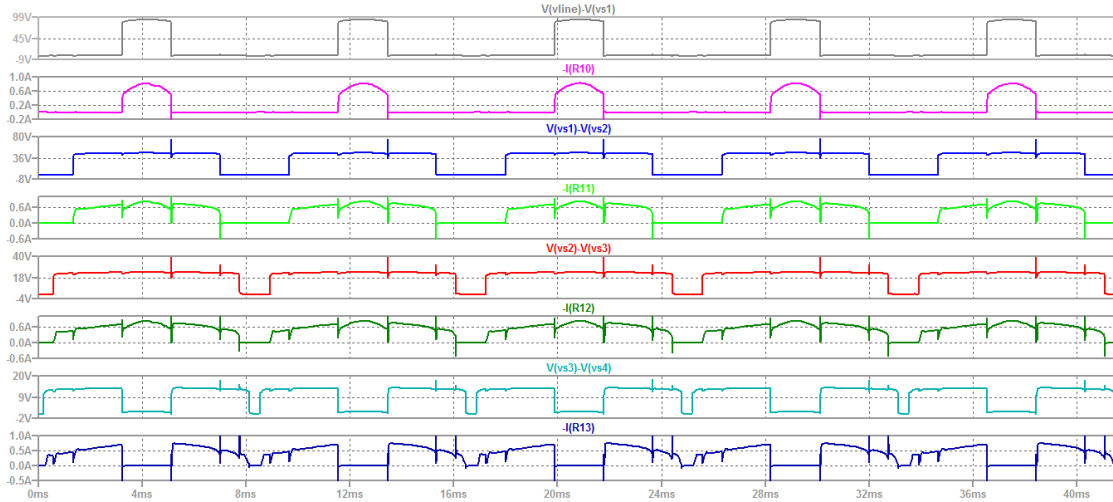 V(vline)-V(vs1)
99V
45V
-9V
-I(R10)
1.0A
0.6A
0.2A
-0.2A
V(vs1)-V(vs2)
80V
36V
-8V
-I(R11)
0.6A
0.0A
-0.6A
V(vs2)-V(vs3)
40V
18V
-4V
-I(R12)
0.6A
0.0A
-0.6A
V(vs3)-V(vs4)
20V
9V
-2V
-I(R13)
1.0A
0.5A
0.0A
-0.5A
0ms 4ms 8ms 12ms 16ms 20ms 24ms 28ms 32ms 36ms 40ms